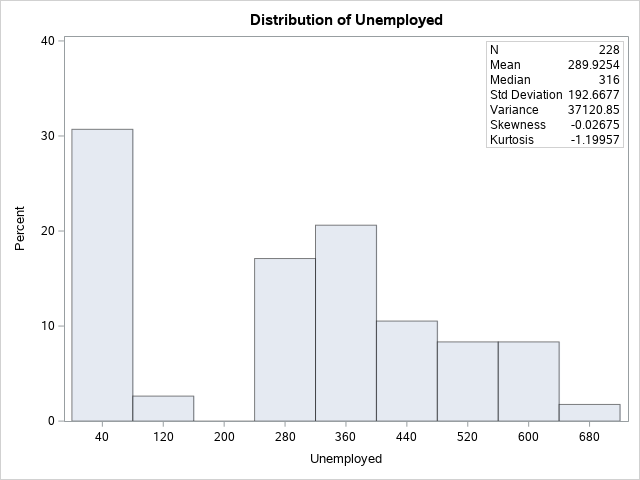 Distribution of Unemployed
N 228
Mean 289.9254
Median 316
Std Deviation 192.6677
Variance 37120.85
Skewness -0.02675
Kurtosis -1.19957
Percent
40
30
20
10
0
40 120 200 280 360 440 520 600 680
Unemployed